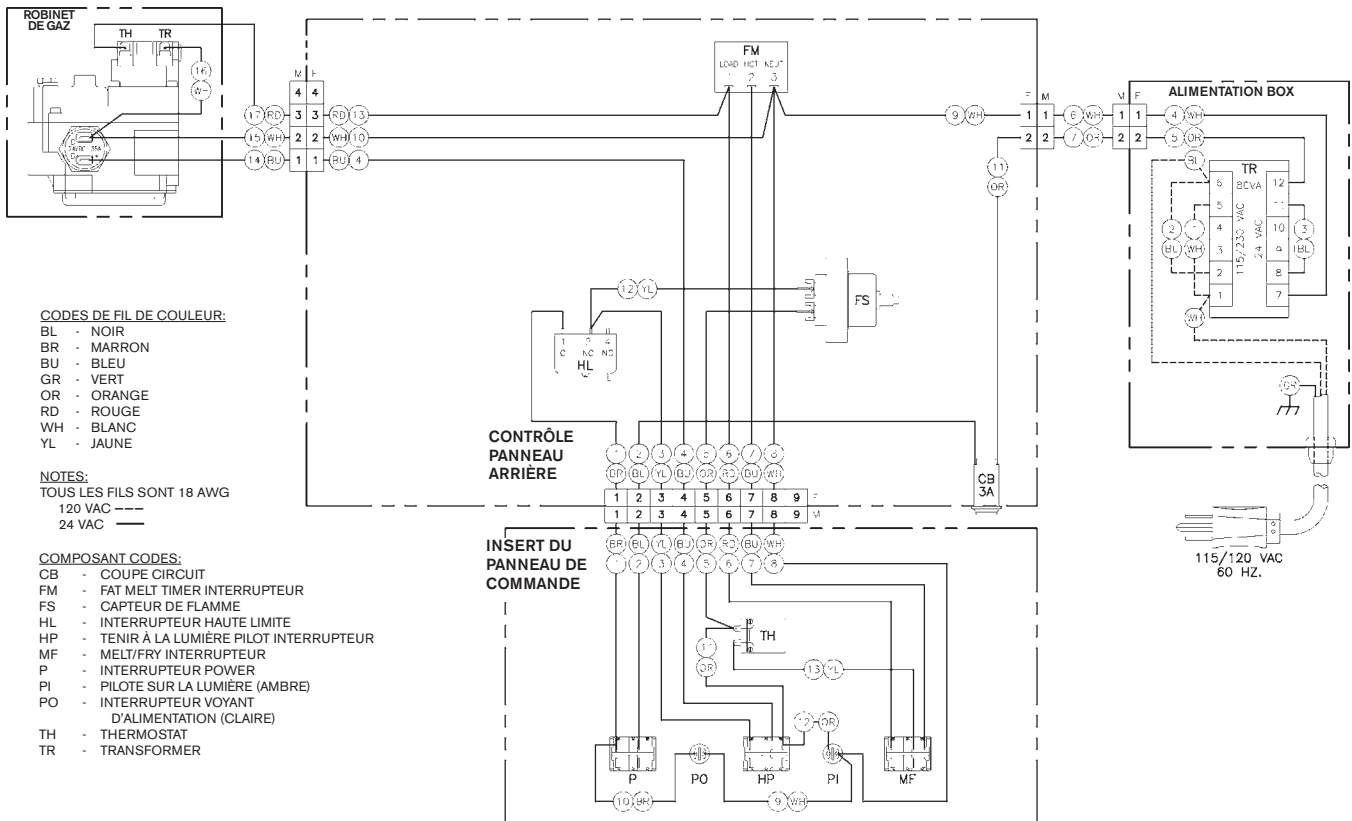 ROBINET
DE GAZ
TH TR
16
WH
M F
4 4
17 RD 3 3 RD 13
15 WH 2 2 WH 10
14 BU 1 1 BU 4
FM
LOAD HOT NEUT
1 2 3
9 WH
F M
1 1
2 2
6 WH
7 OR
M F
1 1
2 2
11
OR
ALIMENTATION BOX
4 WH
5 OR
BL
TR
80VA
115/230 VAC
24 VAC
6 12
5 11
4 10
3 9
2 8
1 7
2 1
BL WH
3
BL
WH
GR
115/120 VAC
60 HZ.
12 YL
FS
1 4
C NC NO
HL
CB
3A
CODES DE FIL DE COULEUR:
BL - NOIR
BR - MARRON
BU - BLEU
GR - VERT
OR - ORANGE
RD - ROUGE
WH - BLANC
YL - JAUNE
NOTES:
TOUS LES FILS SONT 18 AWG
120 VAC
24 VAC
COMPOSANT CODES:
CB - COUPE CIRCUIT
FM - FAT MELT TIMER INTERRUPTEUR
FS - CAPTEUR DE FLAMME
HL - INTERRUPTEUR HAUTE LIMITE
HP - TENIR À LA LUMIÈRE PILOT INTERRUPTEUR
MF - MELT/FRY INTERRUPTEUR
P - INTERRUPTEUR POWER
PI - PILOTE SUR LA LUMIÈRE (AMBRE)
PO - INTERRUPTEUR VOYANT
D'ALIMENTATION (CLAIRE)
TH - THERMOSTAT
TR - TRANSFORMER
CONTRÔLE
PANNEAU
ARRIÈRE
1 2 3 4 5 6 7 8
BR BL YL BU OR RD BU WH
1 2 3 4 5 6 7 8 9 F
1 2 3 4 5 6 7 8 9 M
INSERT DU
PANNEAU DE
COMMANDE
BR BL YL BU OR RD BU WH
1 2 3 4 5 6 7 8
TH
11
OR
13 YL
12 OR
P PO HP PI MF
10 BR
9 WH